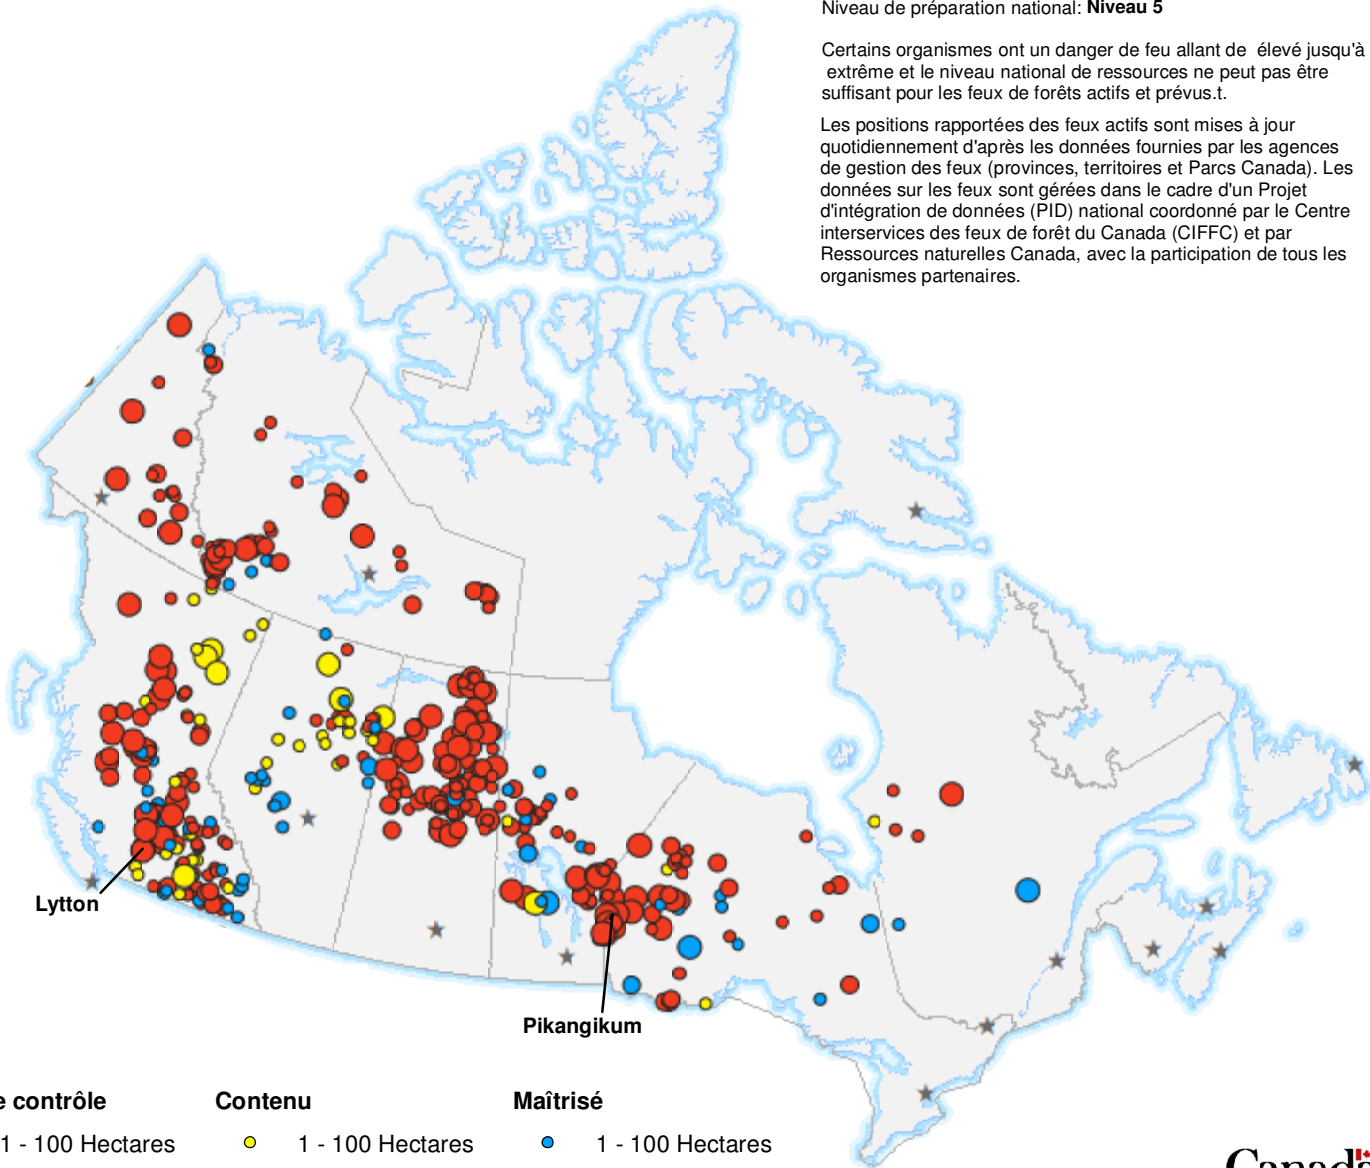 Niveau de préparation national: Niveau 5
Certains organismes ont un danger de feu allant de  élevé jusqu'à
extrême et le niveau national de ressources ne peut pas être
suffisant pour les feux de forêts actifs et prévus.t.
Les positions rapportées des feux actifs sont mises à jour
quotidiennement d'après les données fournies par les agences
de gestion des feux (provinces, territoires et Parcs Canada). Les
données sur les feux sont gérées dans le cadre d'un Projet
d'intégration de données (PID) national coordonné par le Centre
interservices des feux de forêt du Canada (CIFFC) et par
Ressources naturelles Canada, avec la participation de tous les
organismes partenaires.
Lytton
Pikangikum
e contrôle
Contenu
Maîtrisé
1 - 100 Hectares
1 - 100 Hectares
1 - 100 Hectares
Canada